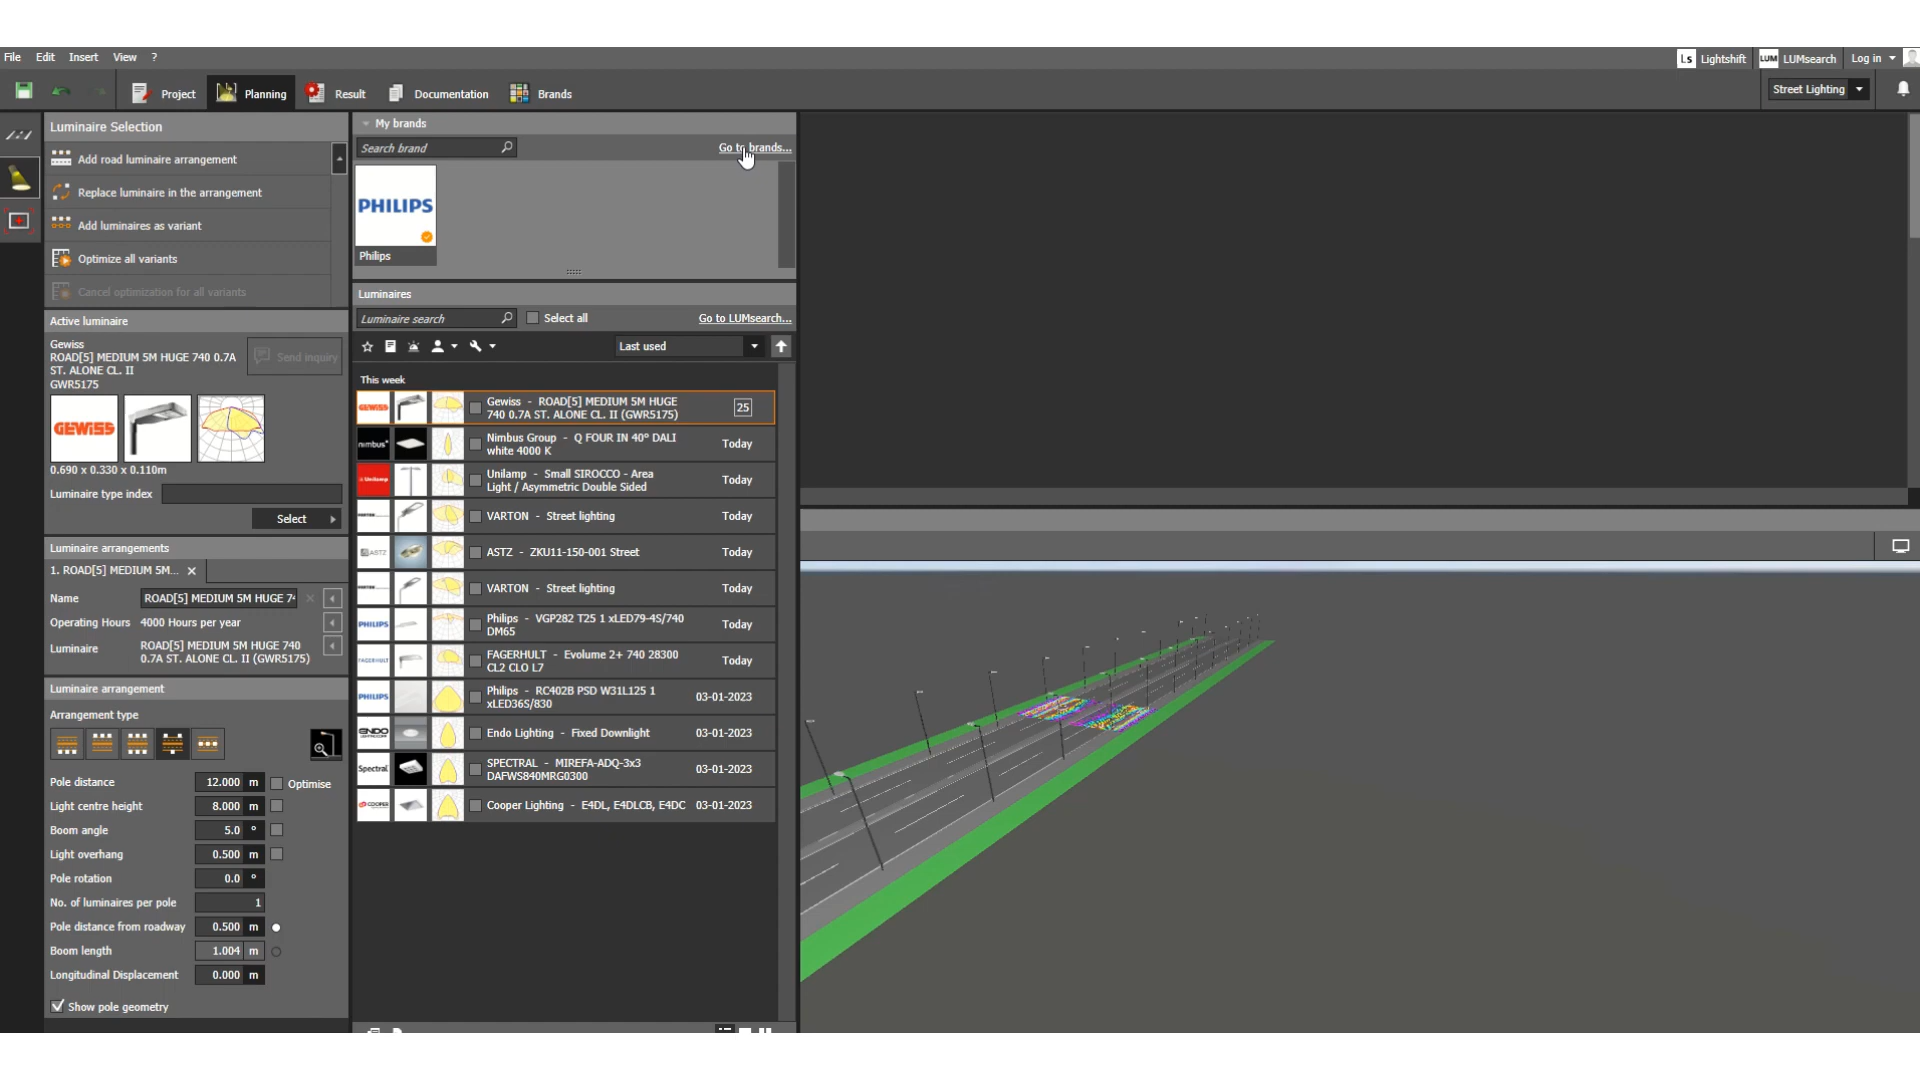 File Edit Insert View ?
Ls Lightshift LUM LUMsearch Log in
Project Planning Result Documentation Brands
Street Lighting
Luminaire Selection
Add road luminaire arrangement
Replace luminaire in the arrangement
Add luminaires as variant
Optimize all variants
Cancel optimization for all variants
Active luminaire
Gewiss
ROAD[5] MEDIUM 5M HUGE 740 0.7A
ST. ALONE CL. II
GWR5175
Send inquiry
GEWISS
0.690 x 0.330 x 0.110m
Luminaire type index
Select
Luminaire arrangements
1. ROAD[5] MEDIUM 5M...
Name ROAD[5] MEDIUM 5M HUGE 74
Operating Hours 4000 Hours per year
Luminaire ROAD[5] MEDIUM 5M HUGE 740
0.7A ST. ALONE CL. II (GWR5175)
Luminaire arrangement
Arrangement type
Pole distance 12.000 m Optimise
Light centre height 8.000 m
Boom angle 5.0 °
Light overhang 0.500 m
Pole rotation 0.0 °
No. of luminaires per pole 1
Pole distance from roadway 0.500 m
Boom length 1.004 m
Longitudinal Displacement 0.000 m
Show pole geometry
My brands
Search brand Go to brands...
PHILIPS
Philips
Luminaires
Luminaire search Select all Go to LUMsearch...
Last used
This week
GEWISS Gewiss - ROAD[5] MEDIUM 5M HUGE
740 0.7A ST. ALONE CL. II (GWR5175) 25
nimbus Nimbus Group - Q FOUR IN 40° DALI
white 4000 K Today
Unilamp Unilamp - Small SIROCCO - Area
Light / Asymmetric Double Sided Today
VARTON - Street lighting Today
ASTZ ASTZ - ZKU11-150-001 Street Today
VARTON - Street lighting Today
PHILIPS Philips - VGP282 T25 1 xLED79-4S/740
DM65 Today
FAGERHULT FAGERHULT - Evolume 2+ 740 28300
CL2 CLO L7 Today
PHILIPS Philips - RC402B PSD W31L125 1
xLED36S/830 03-01-2023
ENDO Endo Lighting - Fixed Downlight 03-01-2023
Spectral SPECTRAL - MIREFA-ADQ-3x3
DAFWS840MRG0300 03-01-2023
COOPER Cooper Lighting - E4DL, E4DLCB, E4DC 03-01-2023